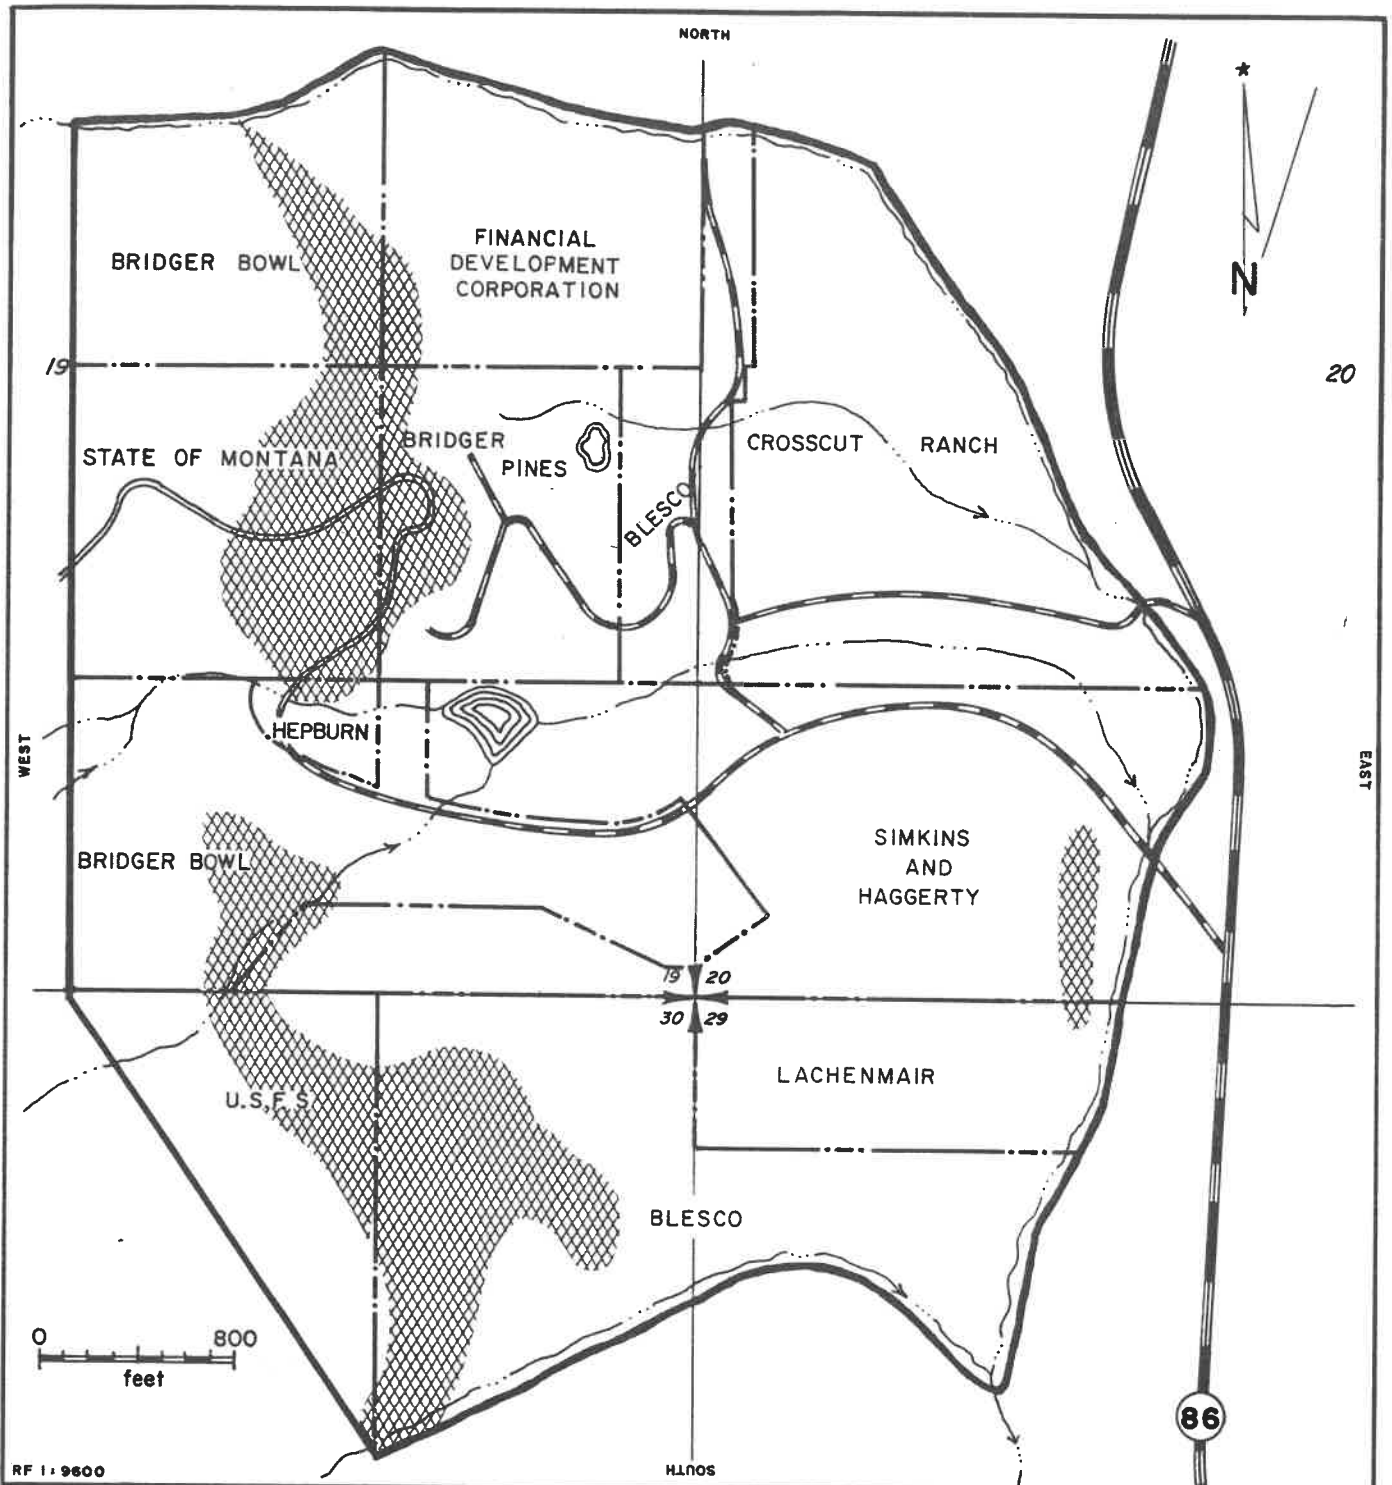 NORTH
*
N
BRIDGER BOWL
FINANCIAL
DEVELOPMENT
CORPORATION
19
20
STATE OF MONTANA
BRIDGER
PINES
BLESCO
CROSSCUT RANCH
HEPBURN
WEST
EAST
BRIDGER BOWL
SIMKINS
AND
HAGGERTY
19 20
30 29
U.S.F.S.
LACHENMAIR
BLESCO
0 800
feet
86
RF 1:9600
SOUTH